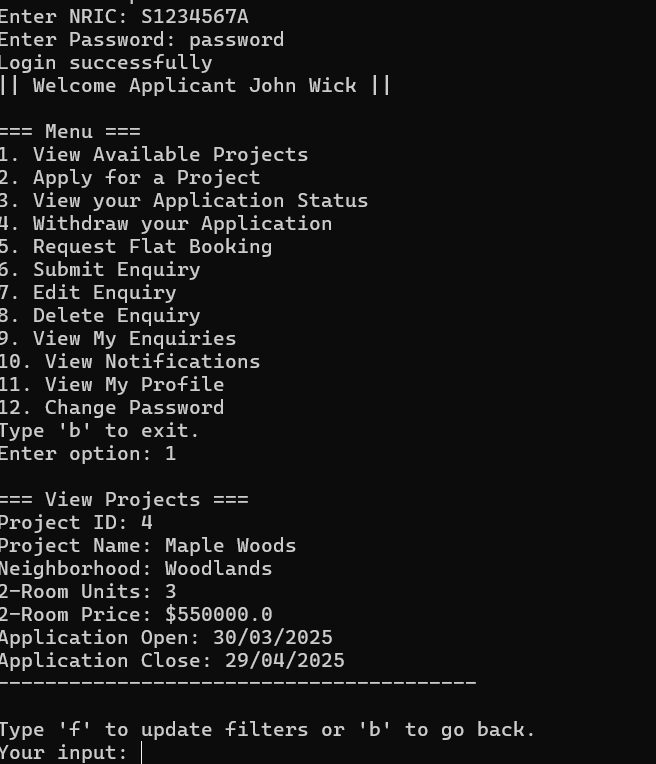 Enter NRIC: S1234567A
Enter Password: password
Login successfully
|| Welcome Applicant John Wick ||
=== Menu ===
1. View Available Projects
2. Apply for a Project
3. View your Application Status
4. Withdraw your Application
5. Request Flat Booking
6. Submit Enquiry
7. Edit Enquiry
8. Delete Enquiry
9. View My Enquiries
10. View Notifications
11. View My Profile
12. Change Password
Type 'b' to exit.
Enter option: 1
=== View Projects ===
Project ID: 4
Project Name: Maple Woods
Neighborhood: Woodlands
2-Room Units: 3
2-Room Price: $550000.0
Application Open: 30/03/2025
Application Close: 29/04/2025
----------------------------------------
Type 'f' to update filters or 'b' to go back.
Your input: